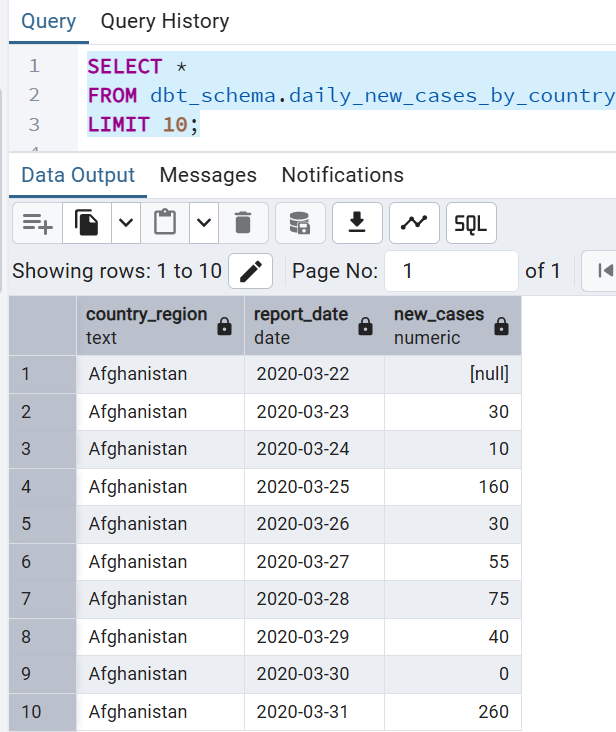 Query Query History
1 SELECT *
2 FROM dbt_schema.daily_new_cases_by_country
3 LIMIT 10;
Data Output Messages Notifications
SQL
Showing rows: 1 to 10 Page No: 1 of 1
country_region report_date new_cases
text date numeric
1 Afghanistan 2020-03-22 [null]
2 Afghanistan 2020-03-23 30
3 Afghanistan 2020-03-24 10
4 Afghanistan 2020-03-25 160
5 Afghanistan 2020-03-26 30
6 Afghanistan 2020-03-27 55
7 Afghanistan 2020-03-28 75
8 Afghanistan 2020-03-29 40
9 Afghanistan 2020-03-30 0
10 Afghanistan 2020-03-31 260